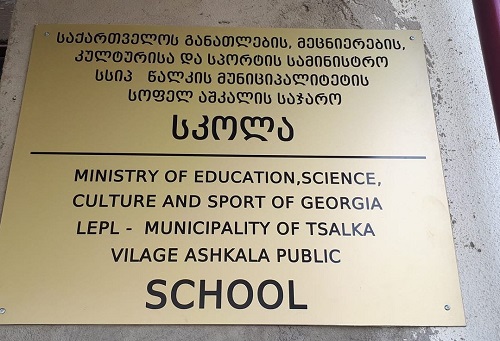 საქართველოს განათლების, მეცნიერების,
კულტურისა და სპორტის სამინისტრო
სსიპ წალკის მუნიციპალიტეტის
სოფელ აშკალის საჯარო
სკოლა
MINISTRY OF EDUCATION,SCIENCE,
CULTURE AND SPORT OF GEORGIA
LEPL - MUNICIPALITY OF TSALKA
VILAGE ASHKALA PUBLIC
SCHOOL